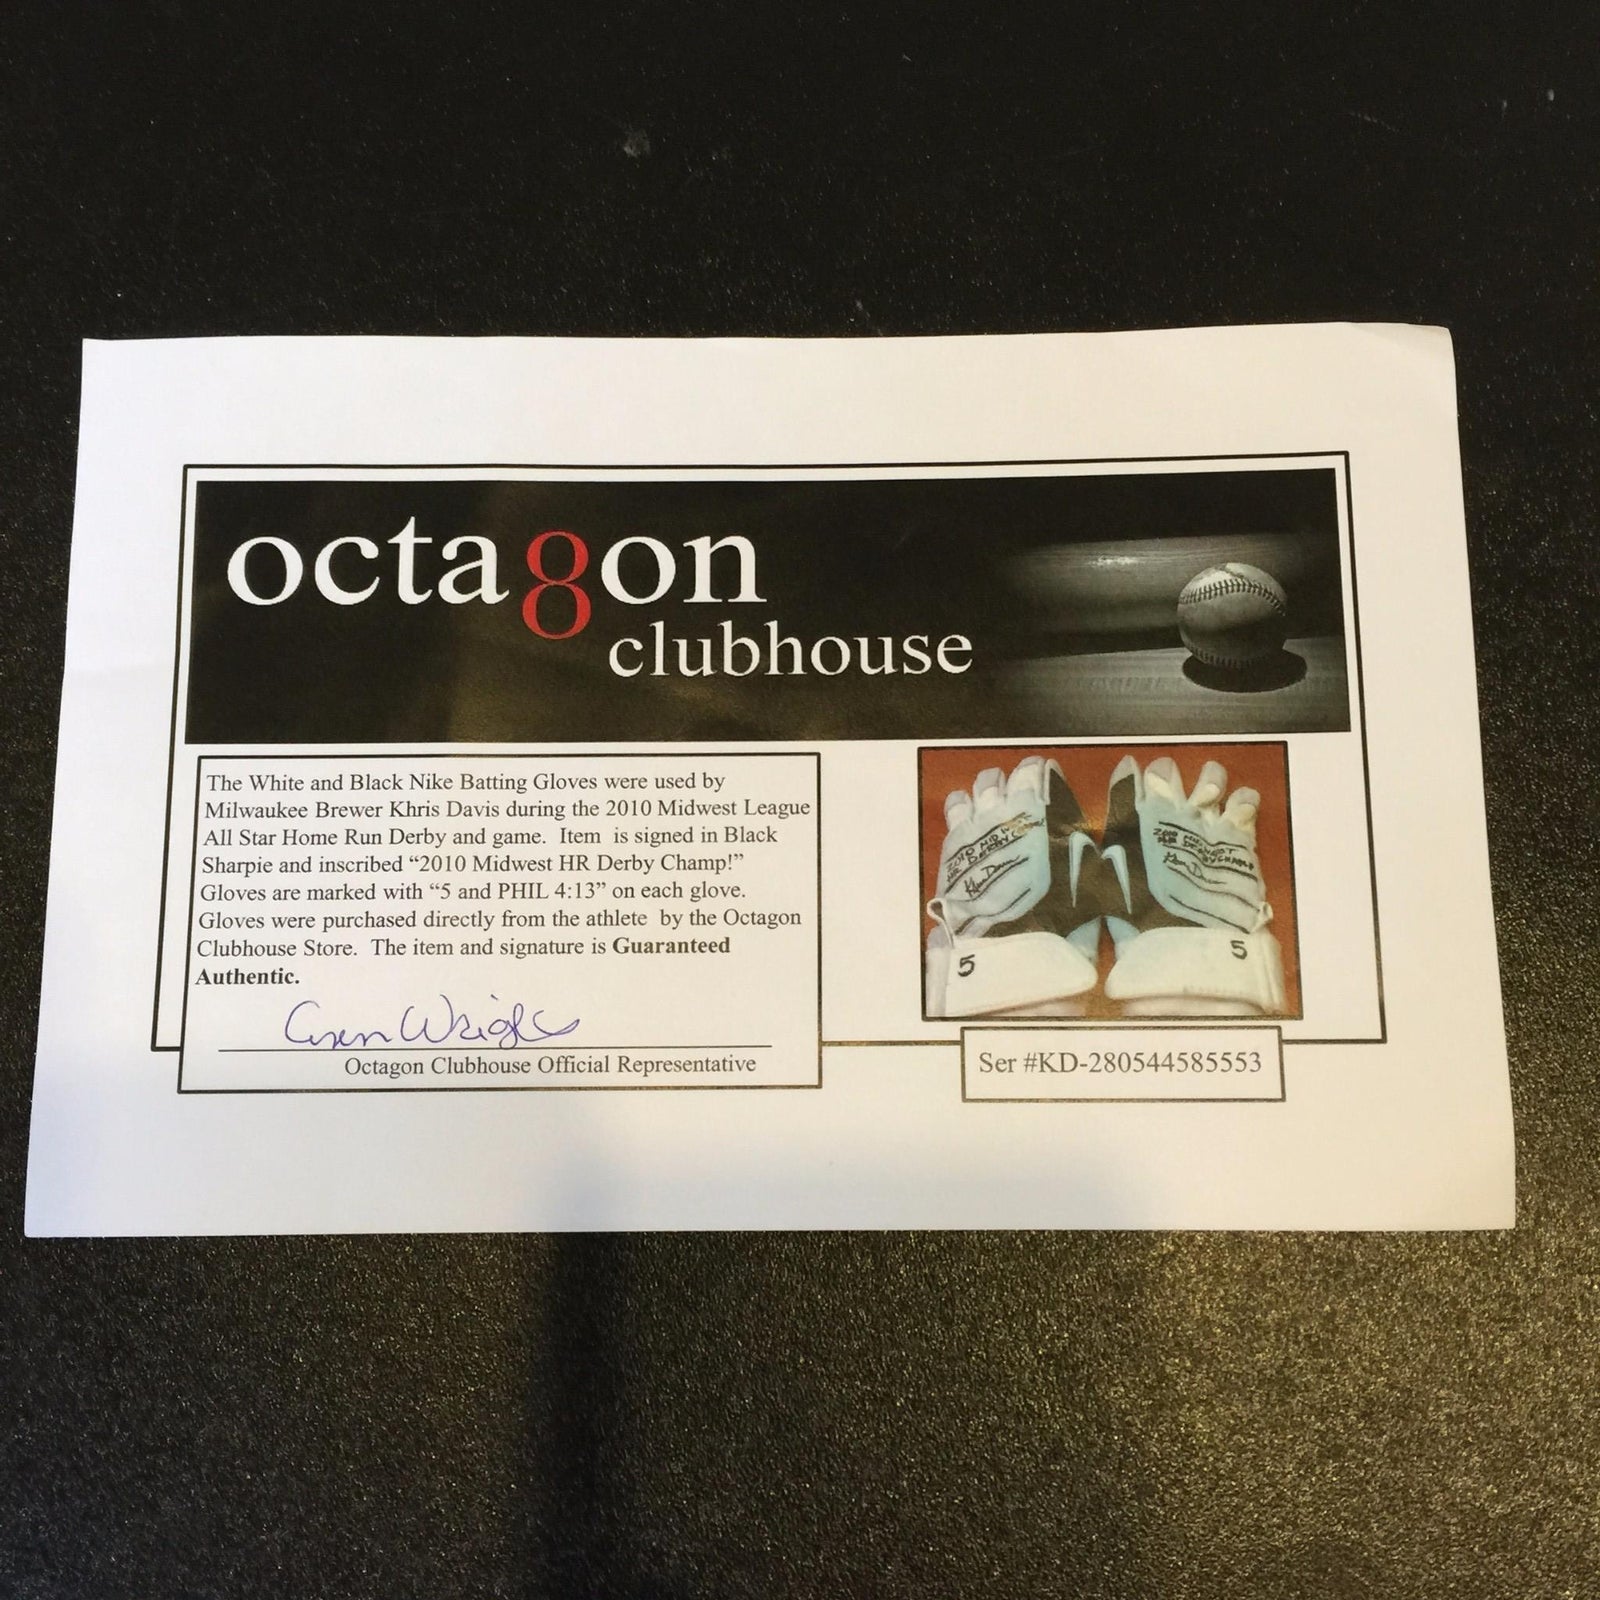 octagon
clubhouse
The White and Black Nike Batting Gloves were used by
Milwaukee Brewer Khris Davis during the 2010 Midwest League
All Star Home Run Derby and game. Item is signed in Black
Sharpie and inscribed “2010 Midwest HR Derby Champ!”
Gloves are marked with “5 and PHIL 4:13” on each glove.
Gloves were purchased directly from the athlete by the Octagon
Clubhouse Store. The item and signature is Guaranteed
Authentic.
Octagon Clubhouse Official Representative
5
5
Ser #KD-280544585553